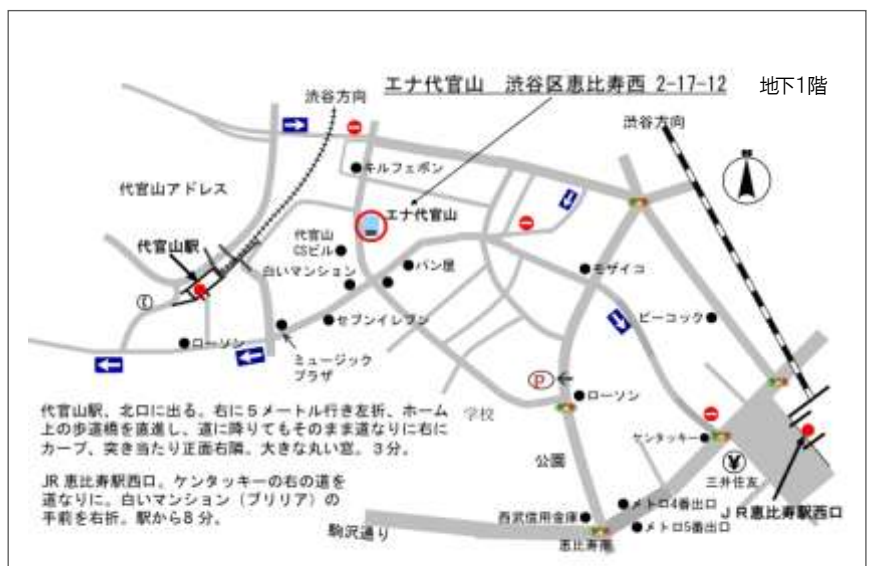 エナ代官山 渋谷区恵比寿西 2-17-12 地下1階
渋谷方向
渋谷方向
キルフェボン
代官山アドレス
エナ代官山
代官山
CSビル
代官山駅
白いマンション
パン屋
モザイコ
セブンイレブン
ピーコック
ローソン
ミュージック
プラザ
P
ローソン
学校
代官山駅、北口に出る。右に5メートル行き左折、ホーム
上の歩道橋を直進し、道に降りてもそのまま道なりに右に
カーブ、突き当たり正面右隣。大きな丸い窓。3分。
ケンタッキー
公園
¥
三井住友
JR恵比寿駅西口。ケンタッキーの右の道を
道なりに。白いマンション（ブリリア）の
手前を右折。駅から8分。
JR恵比寿駅西口
メトロ4番出口
西武信用金庫
メトロ5番出口
駒沢通り
恵比寿南